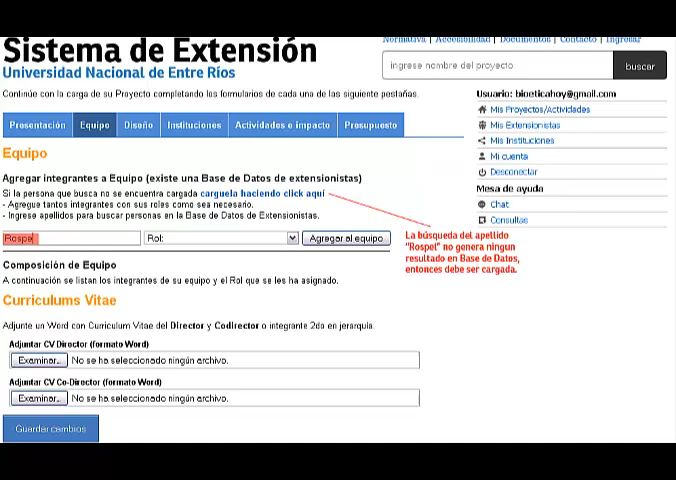 Normativa | Accesibilidad | Documentos | Contacto | Ingresar
Sistema de Extensión
Universidad Nacional de Entre Ríos
ingrese nombre del proyecto
buscar
Continúe con la carga de su Proyecto completando los formularios de cada una de las siguiente pestañas.
Usuario: bioeticahoy@gmail.com
Mis Proyectos/Actividades
Mis Extensionistas
Mis Instituciones
Mi cuenta
Desconectar
Mesa de ayuda
Chat
Consultas
Presentación Equipo Diseño Instituciones Actividades e impacto Presupuesto
Equipo
Agregar integrantes a Equipo (existe una Base de Datos de extensionistas)
Si la persona que busca no se encuentra cargada carguela haciendo click aquí
- Agregue tantos integrantes con sus roles como sea necesario.
- Ingrese apellidos para buscar personas en la Base de Datos de Extensionistas.
Rospel
Rol:
Agregar al equipo
La búsqueda del apellido
"Rospel" no genera ningun
resultado en Base de Datos,
entonces debe ser cargada.
Composición de Equipo
A continuación se listan los integrantes de su equipo y el Rol que se les ha asignado.
Curriculums Vitae
Adjunte un Word con Curriculum Vitae del Director y Codirector o integrante 2do en jerarquía.
Adjuntar CV Director (formato Word)
Examinar... No se ha seleccionado ningún archivo.
Adjuntar CV Co-Director (formato Word)
Examinar... No se ha seleccionado ningún archivo.
Guardar cambios